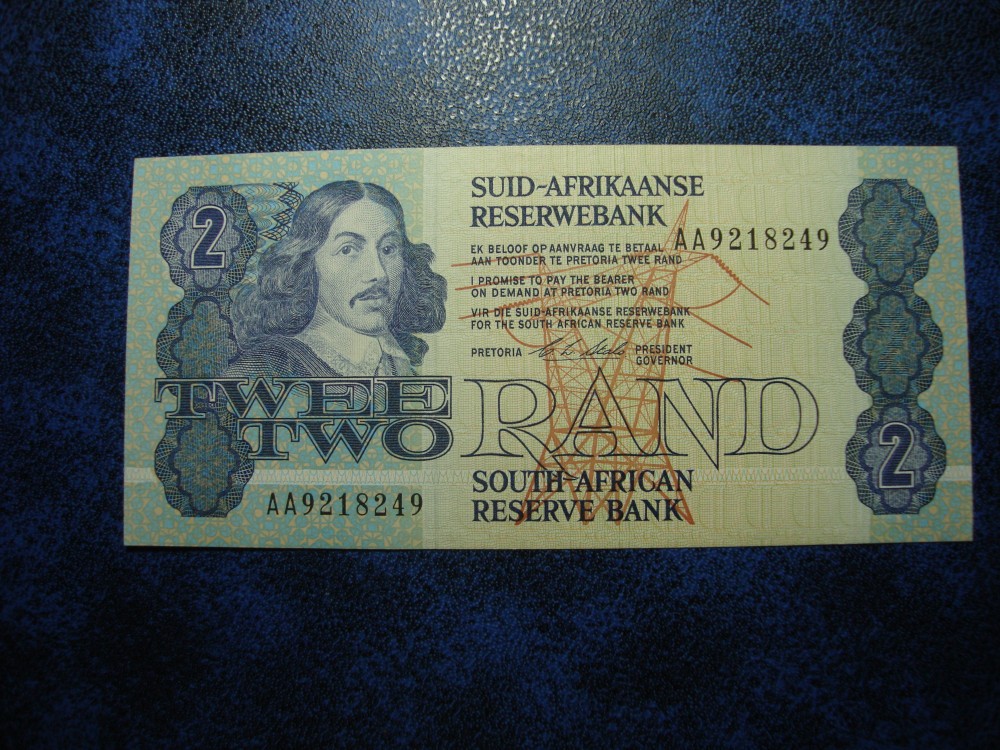 2
SUID-AFRIKAANSE
RESERWEBANK
AA9218249
EK BELOOF OP AANVRAAG TE BETAAL
AAN TOONDER TE PRETORIA TWEE RAND
I PROMISE TO PAY THE BEARER
ON DEMAND AT PRETORIA TWO RAND
VIR DIE SUID-AFRIKAANSE RESERWEBANK
FOR THE SOUTH AFRICAN RESERVE BANK
PRETORIA
PRESIDENT
GOVERNOR
TWEE
TWO
RAND
2
SOUTH-AFRICAN
RESERVE BANK
AA9218249